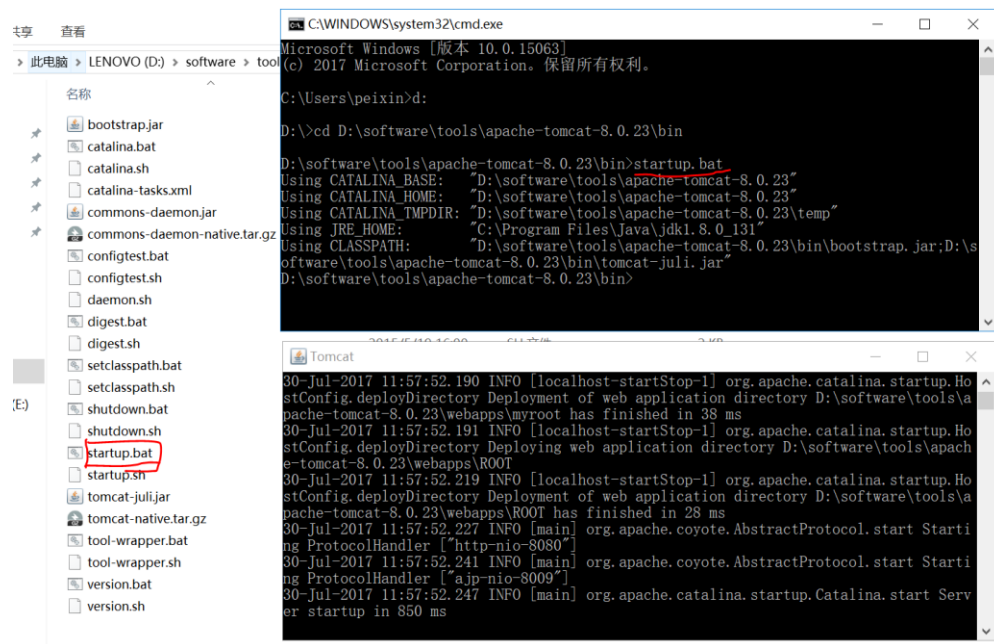 共享 查看
> 此电脑 > LENOVO (D:) > software > tool
名称
bootstrap.jar
catalina.bat
catalina.sh
catalina-tasks.xml
commons-daemon.jar
commons-daemon-native.tar.gz
configtest.bat
configtest.sh
daemon.sh
digest.bat
digest.sh
setclasspath.bat
setclasspath.sh
(E:)
shutdown.bat
shutdown.sh
startup.bat
startup.sh
tomcat-juli.jar
tomcat-native.tar.gz
tool-wrapper.bat
tool-wrapper.sh
version.bat
version.sh
C:\WINDOWS\system32\cmd.exe
Microsoft Windows [版本 10.0.15063]
(c) 2017 Microsoft Corporation。保留所有权利。
C:\Users\peixin>d:
D:\>cd D:\software\tools\apache-tomcat-8.0.23\bin
D:\software\tools\apache-tomcat-8.0.23\bin>startup.bat
Using CATALINA_BASE: "D:\software\tools\apache-tomcat-8.0.23"
Using CATALINA_HOME: "D:\software\tools\apache-tomcat-8.0.23"
Using CATALINA_TMPDIR: "D:\software\tools\apache-tomcat-8.0.23\temp"
Using JRE_HOME: "C:\Program Files\Java\jdk1.8.0_131"
Using CLASSPATH: "D:\software\tools\apache-tomcat-8.0.23\bin\bootstrap.jar;D:\s
oftware\tools\apache-tomcat-8.0.23\bin\tomcat-juli.jar"
D:\software\tools\apache-tomcat-8.0.23\bin>
Tomcat
30-Jul-2017 11:57:52.190 INFO [localhost-startStop-1] org.apache.catalina.startup.Ho
stConfig.deployDirectory Deployment of web application directory D:\software\tools\a
pache-tomcat-8.0.23\webapps\myroot has finished in 38 ms
30-Jul-2017 11:57:52.191 INFO [localhost-startStop-1] org.apache.catalina.startup.Ho
stConfig.deployDirectory Deploying web application directory D:\software\tools\apach
e-tomcat-8.0.23\webapps\ROOT
30-Jul-2017 11:57:52.219 INFO [localhost-startStop-1] org.apache.catalina.startup.Ho
stConfig.deployDirectory Deployment of web application directory D:\software\tools\a
pache-tomcat-8.0.23\webapps\ROOT has finished in 28 ms
30-Jul-2017 11:57:52.227 INFO [main] org.apache.coyote.AbstractProtocol.start Starti
ng ProtocolHandler ["http-nio-8080"]
30-Jul-2017 11:57:52.241 INFO [main] org.apache.coyote.AbstractProtocol.start Starti
ng ProtocolHandler ["ajp-nio-8009"]
30-Jul-2017 11:57:52.247 INFO [main] org.apache.catalina.startup.Catalina.start Serv
er startup in 850 ms